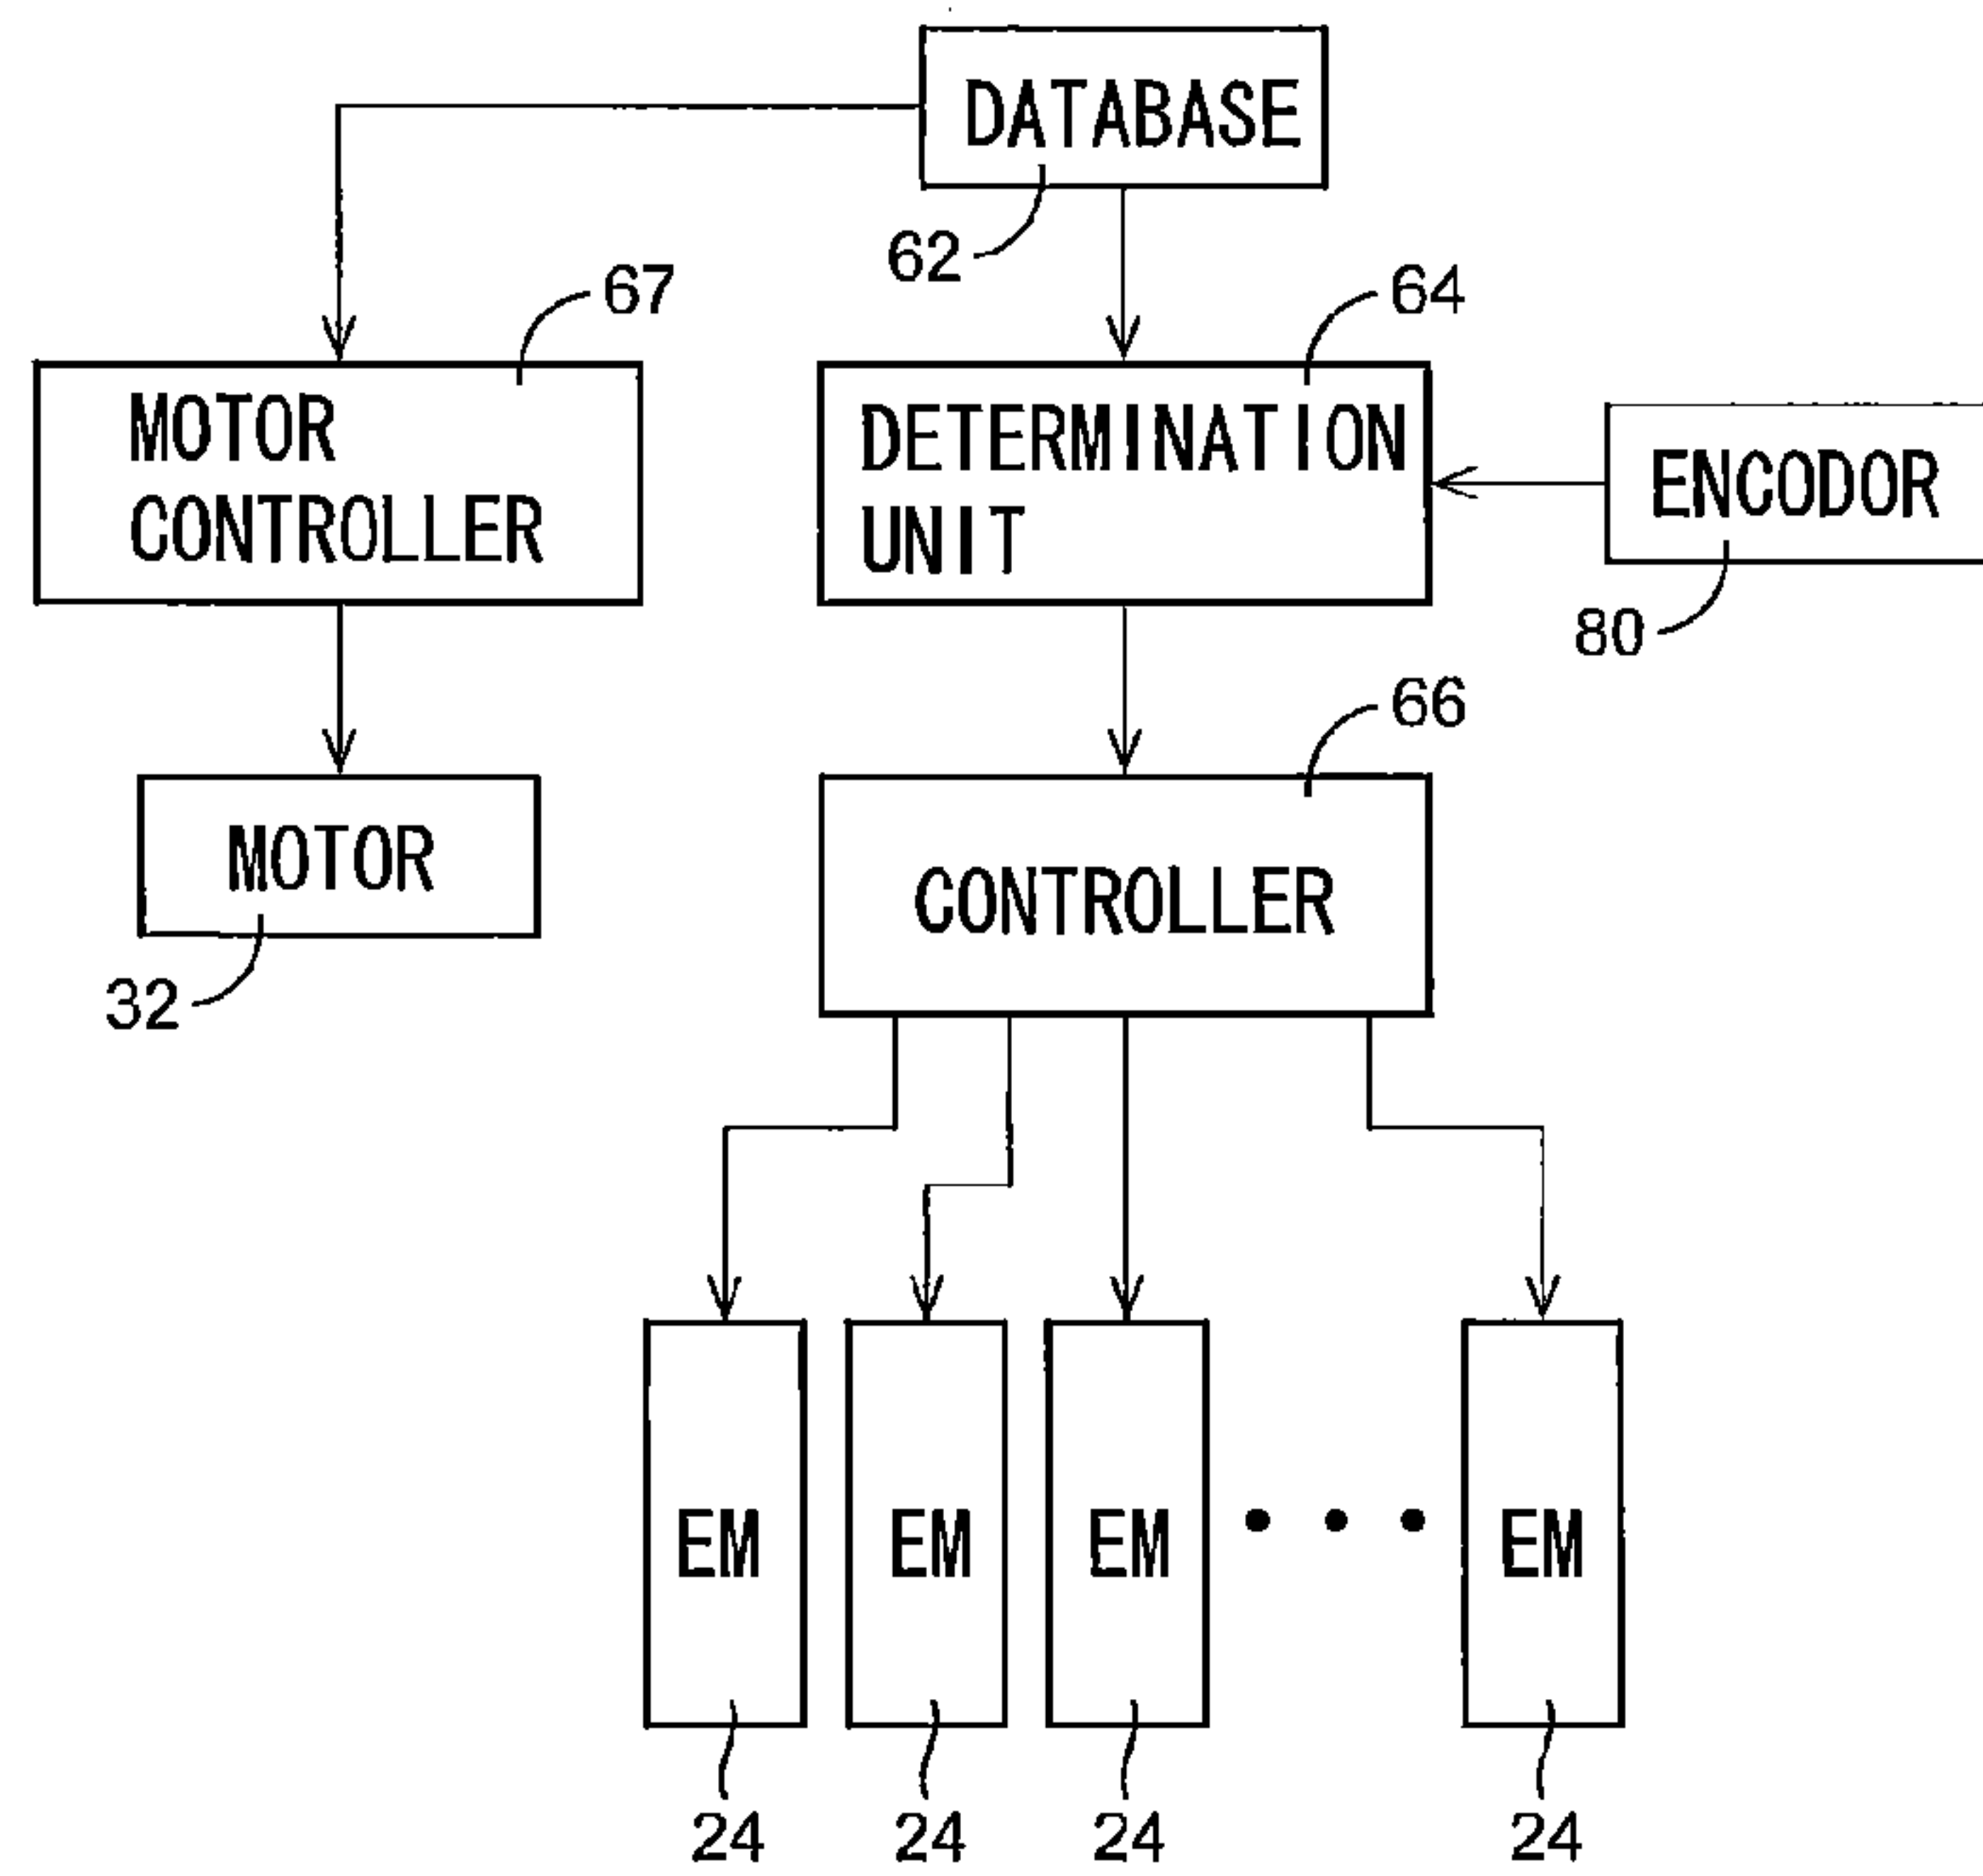 DATABASE
62
67
64
MOTOR
CONTROLLER
DETERMINATION
UNIT
ENCODOR
80
66
MOTOR
32
CONTROLLER
EM
EM
EM
EM
24
24
24
24